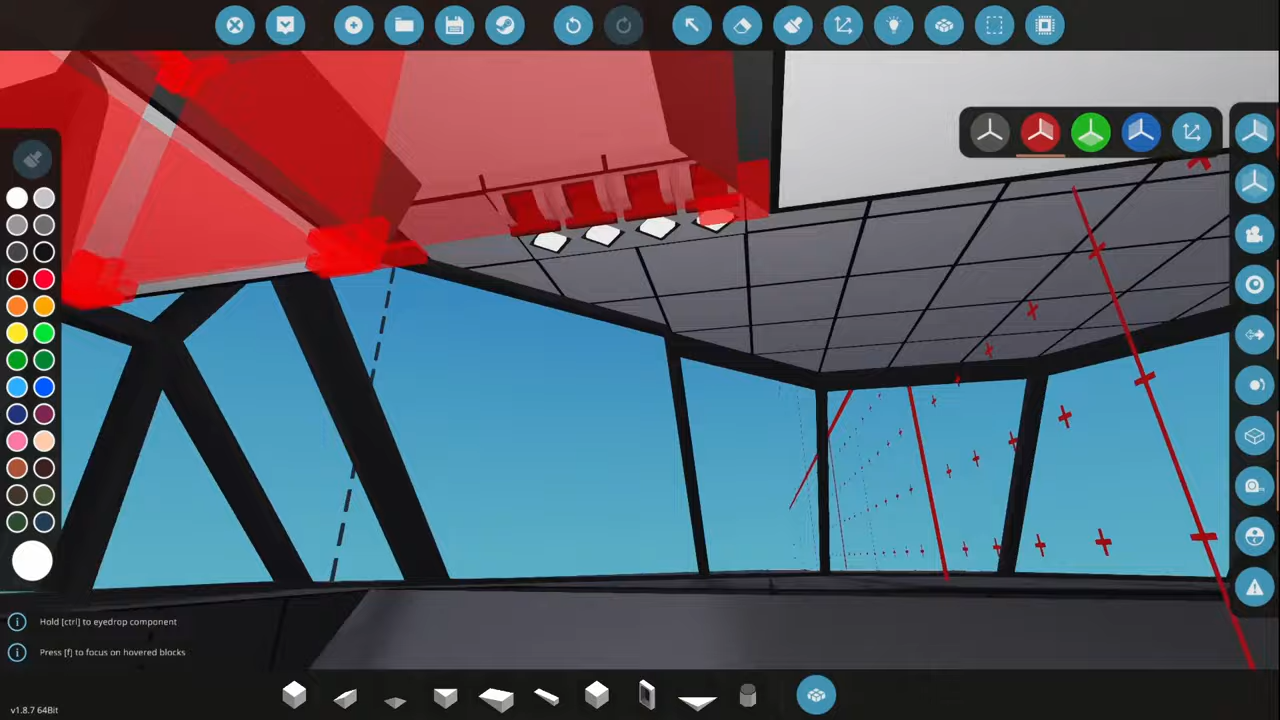 Hold [ctrl] to eyedrop component
Press [f] to focus on hovered blocks
v1.8.7 64Bit